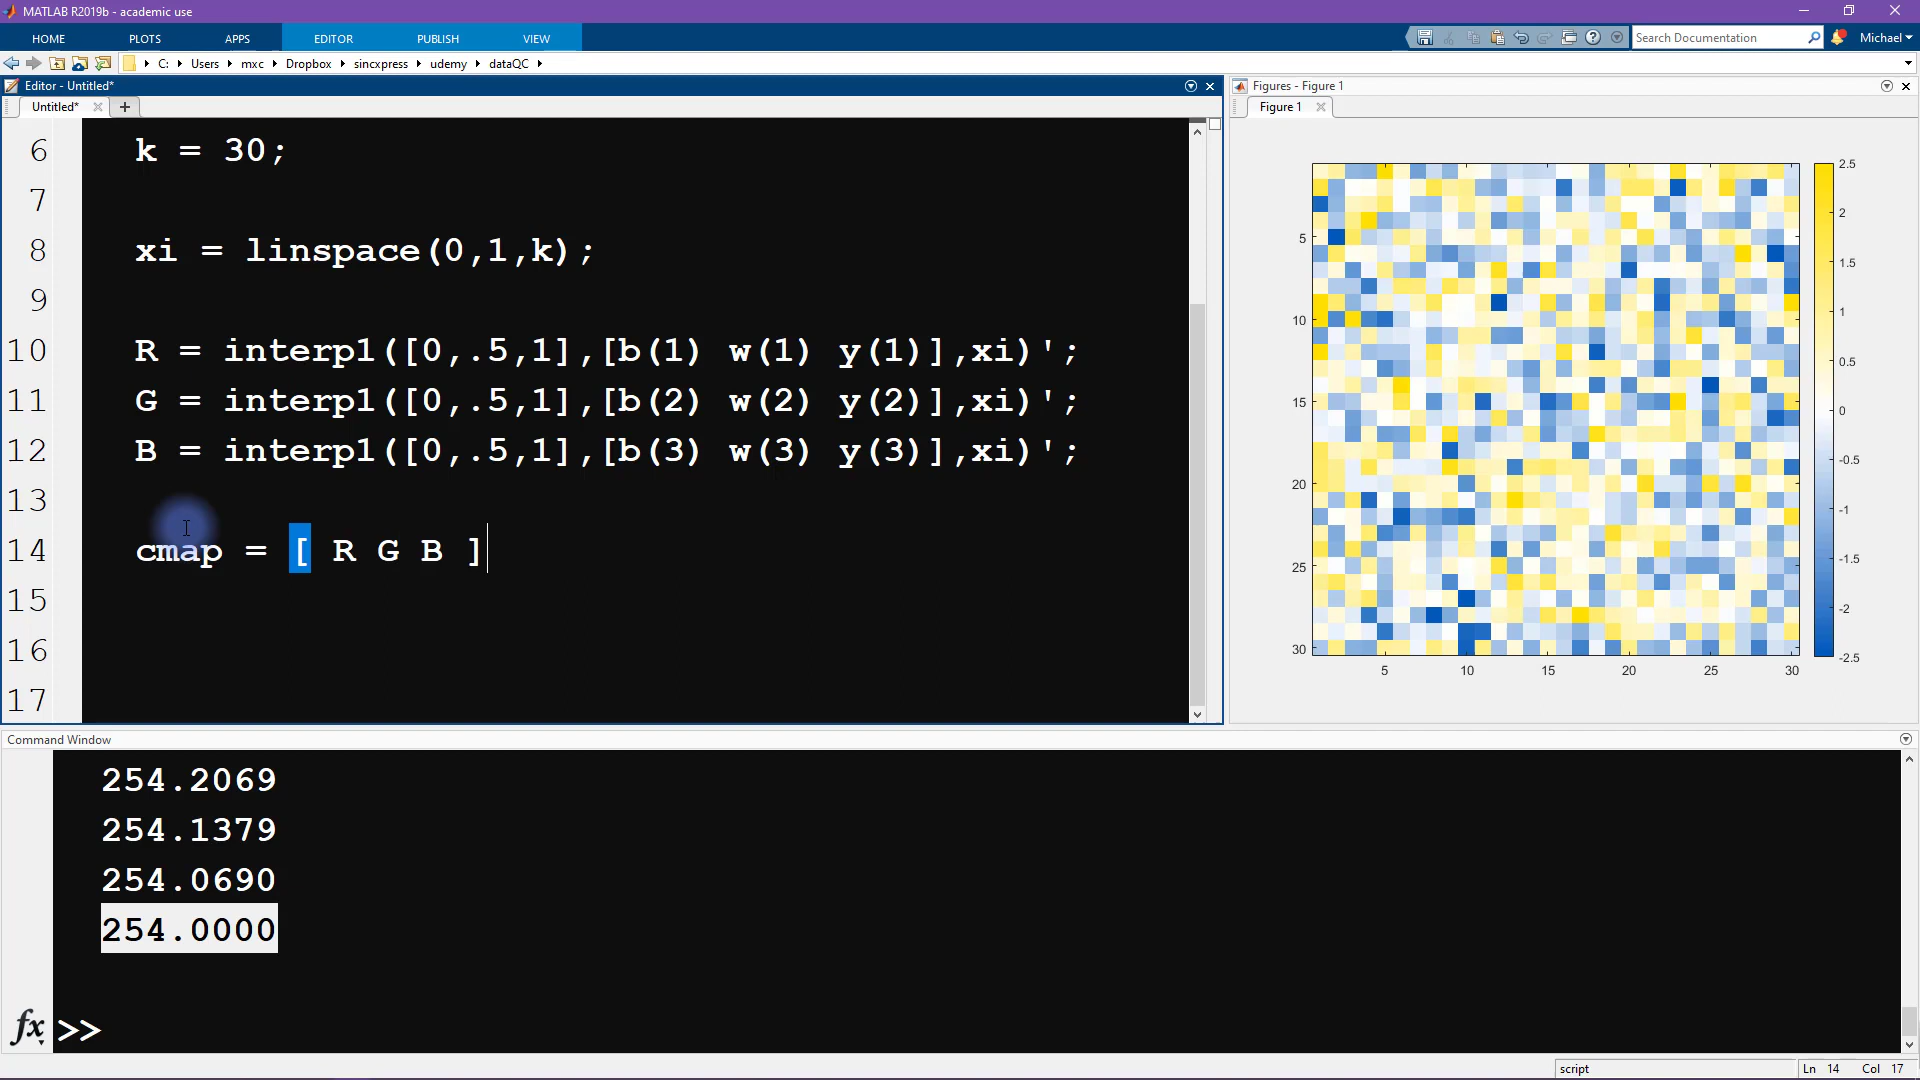 MATLAB R2019b - academic use
HOME PLOTS APPS EDITOR PUBLISH VIEW
Search Documentation
Michael
C: Users mxc Dropbox sincxpress udemy dataQC
Editor - Untitled*
Untitled*
6 k = 30;
7
8 xi = linspace(0,1,k);
9
10 R = interp1([0,.5,1],[b(1) w(1) y(1)],xi)';
11 G = interp1([0,.5,1],[b(2) w(2) y(2)],xi)';
12 B = interp1([0,.5,1],[b(3) w(3) y(3)],xi)';
13
14 cmap = [ R G B ]
15
16
17
Figures - Figure 1
Figure 1
5
10
15
20
25
30
5 10 15 20 25 30
2.5
2
1.5
1
0.5
0
-0.5
-1
-1.5
-2
-2.5
Command Window
254.2069
254.1379
254.0690
254.0000
fx >>
script
Ln 14 Col 17